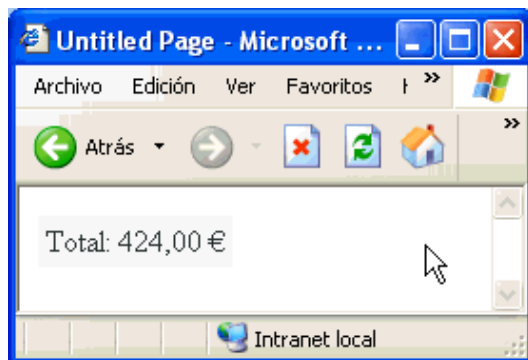 Untitled Page - Microsoft ...
Archivo Edición Ver Favoritos »
Atrás »
Total: 424,00 €
Intranet local